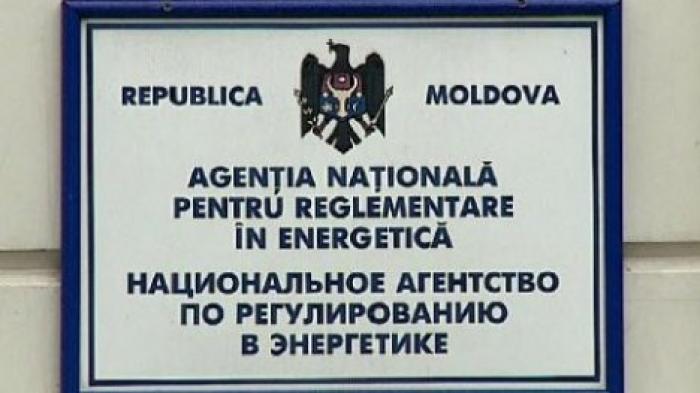 REPUBLICA MOLDOVA
AGENȚIA NAȚIONALĂ
PENTRU REGLEMENTARE
ÎN ENERGETICĂ
НАЦИОНАЛЬНОЕ АГЕНТСТВО
ПО РЕГУЛИРОВАНИЮ
В ЭНЕРГЕТИКЕ